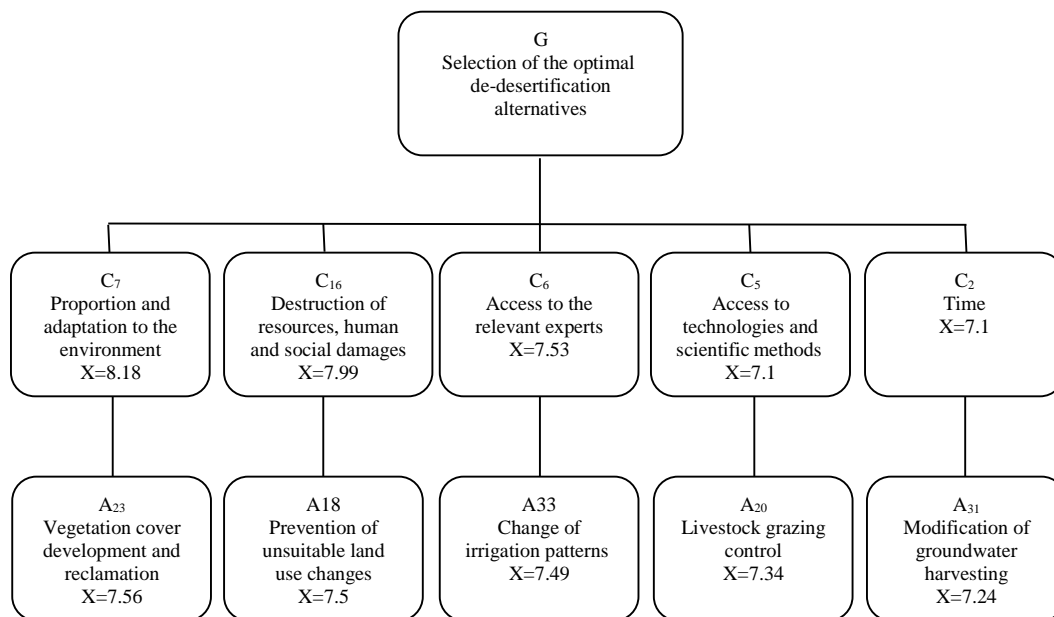 G
Selection of the optimal
de-desertification
alternatives
C₇
Proportion and
adaptation to the
environment
X=8.18
C₁₆
Destruction of
resources, human
and social damages
X=7.99
C₆
Access to the
relevant experts
X=7.53
C₅
Access to
technologies and
scientific methods
X=7.1
C₂
Time
X=7.1
A₂₃
Vegetation cover
development and
reclamation
X=7.56
A18
Prevention of
unsuitable land
use changes
X=7.5
A33
Change of
irrigation patterns
X=7.49
A₂₀
Livestock grazing
control
X=7.34
A₃₁
Modification of
groundwater
harvesting
X=7.24